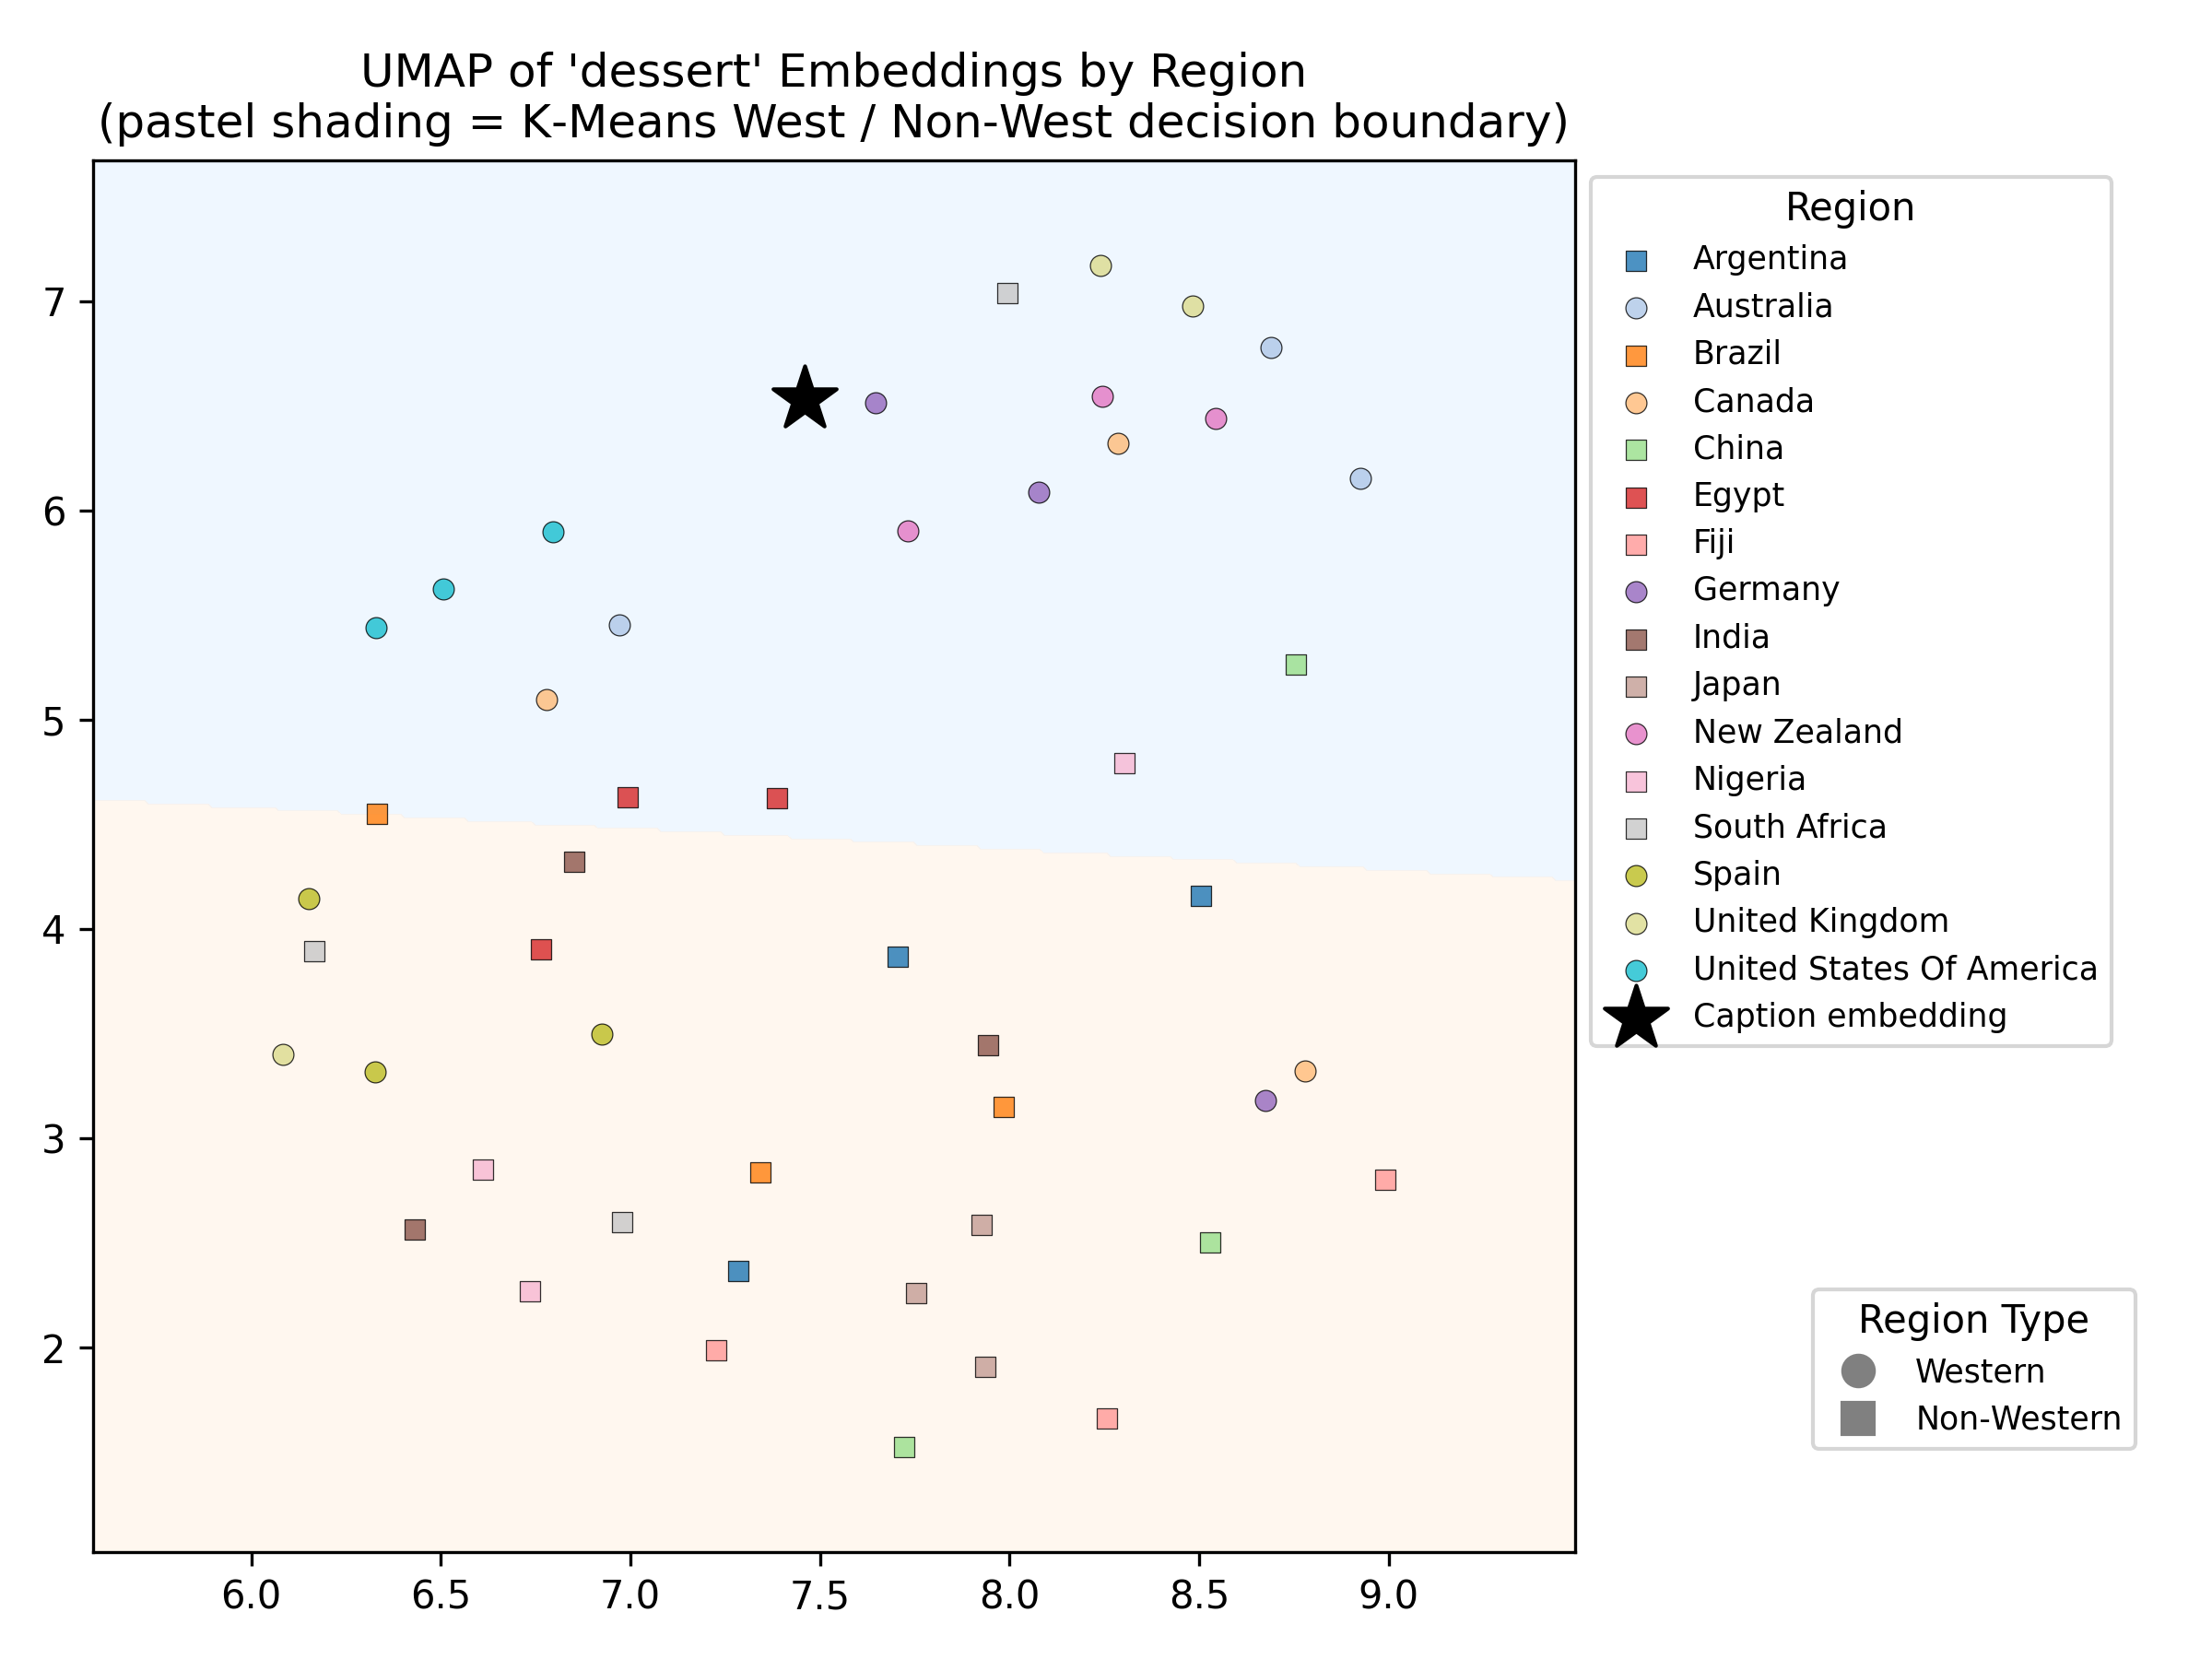 UMAP of 'dessert' Embeddings by Region
(pastel shading = K-Means West / Non-West decision boundary)
7
6
5
4
3
2
6.0
6.5
7.0
7.5
8.0
8.5
9.0
Region
Argentina
Australia
Brazil
Canada
China
Egypt
Fiji
Germany
India
Japan
New Zealand
Nigeria
South Africa
Spain
United Kingdom
United States Of America
Caption embedding
Region Type
Western
Non-Western